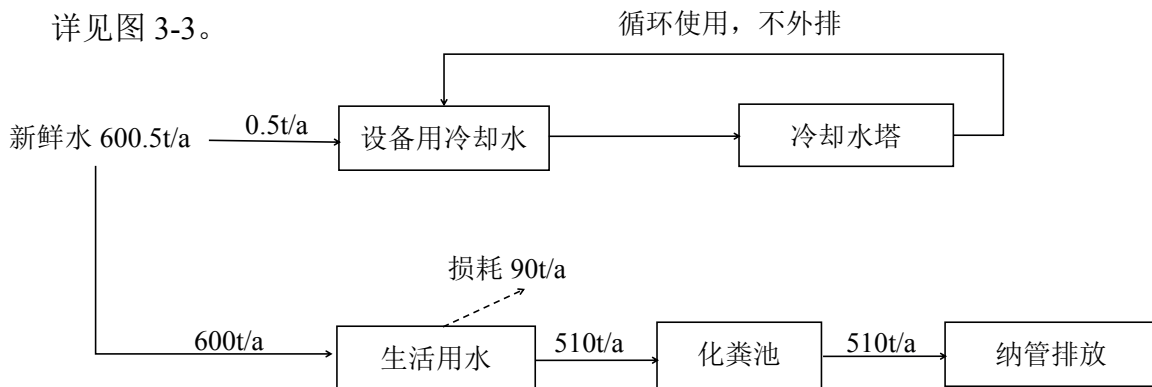 详见图 3-3。
循环使用，不外排
新鲜水 600.5t/a
0.5t/a
设备用冷却水
冷却水塔
损耗 90t/a
600t/a
生活用水
510t/a
化粪池
510t/a
纳管排放